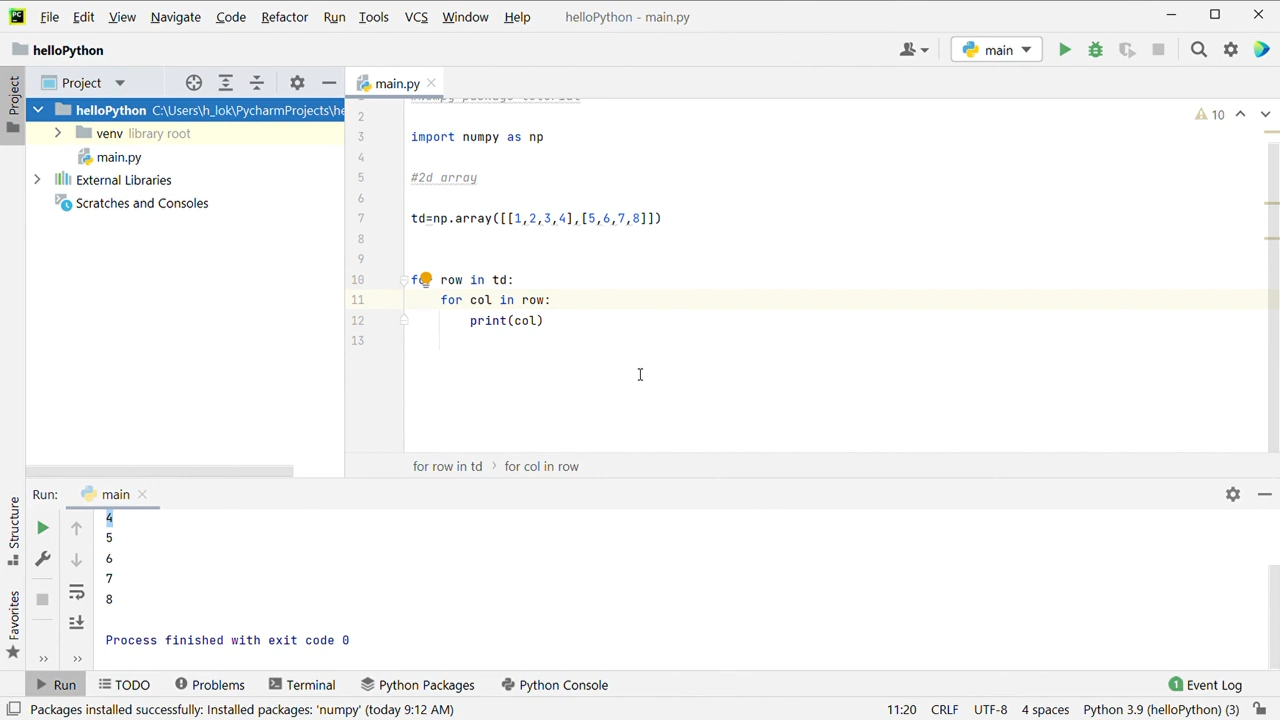 File Edit View Navigate Code Refactor Run Tools VCS Window Help helloPython - main.py
helloPython
main
Project
main.py
Project
helloPython C:\Users\h_lok\PycharmProjects\he
venv library root
main.py
External Libraries
Scratches and Consoles
2
3 import numpy as np
4
5 #2d array
6
7 td=np.array([[1,2,3,4],[5,6,7,8]])
8
9
10 for row in td:
11 for col in row:
12 print(col)
13
10
for row in td > for col in row
Run: main
Structure
Favorites
4
5
6
7
8
Process finished with exit code 0
Run TODO Problems Terminal Python Packages Python Console 1 Event Log
Packages installed successfully: Installed packages: 'numpy' (today 9:12 AM) 11:20 CRLF UTF-8 4 spaces Python 3.9 (helloPython) (3)